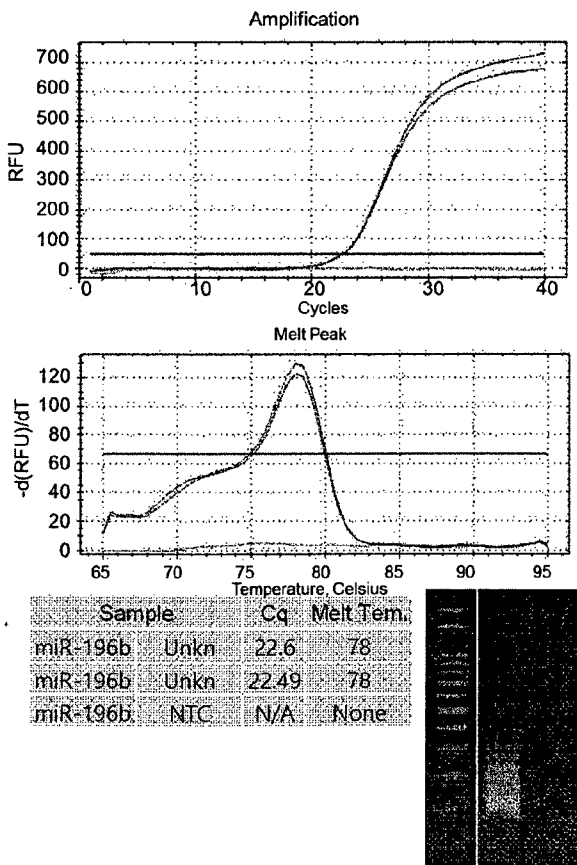 Amplification
700
600
500
400
300
200
100
0
RFU
0 10 20 30 40
Cycles
Melt Peak
120
100
80
60
40
20
0
-d(RFU)/dT
65 70 75 80 85 90 95
Temperature, Celsius
Sample Cq Melt Tem.
miR-196b Unkn 22.6 78
miR-196b Unkn 22.49 78
miR-196b NTC N/A None